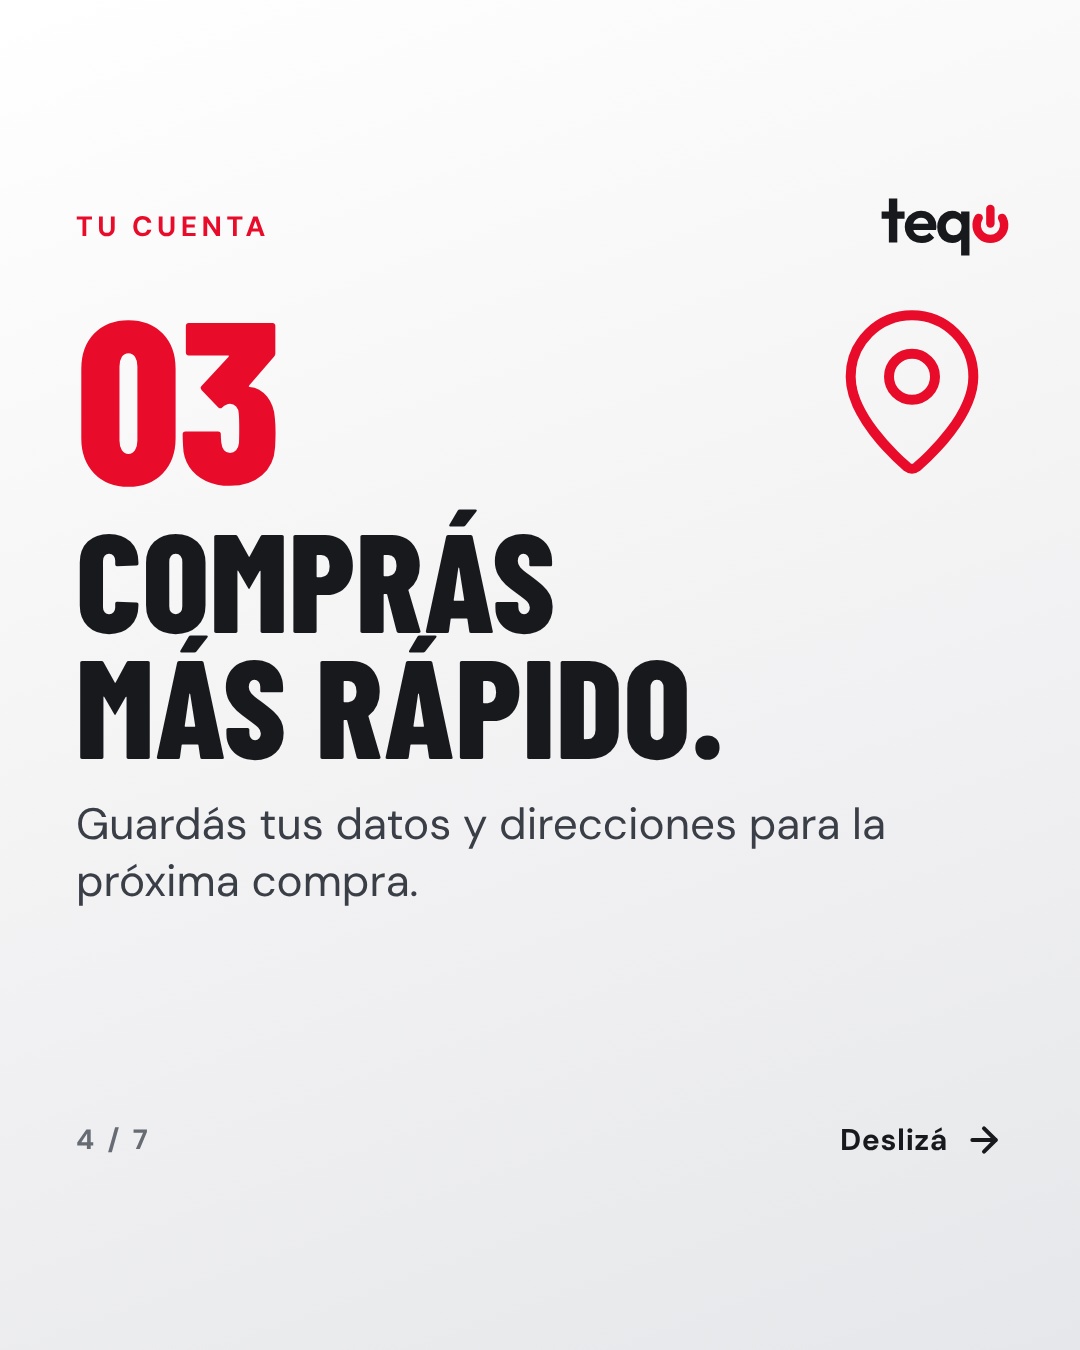 TU CUENTA
teqo
03
COMPRÁS
MÁS RÁPIDO.
Guardás tus datos y direcciones para la
próxima compra.
4 / 7
Deslizá →